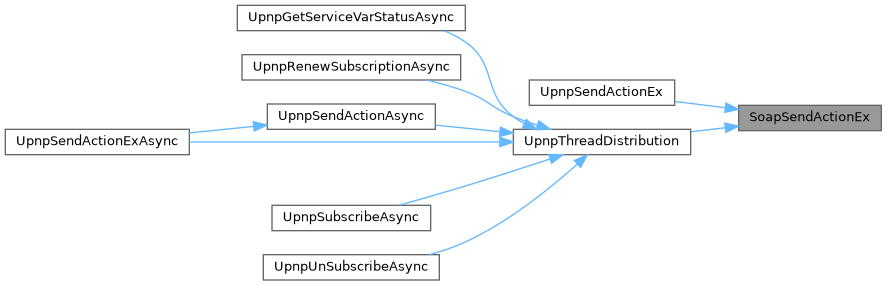 UpnpGetServiceVarStatusAsync
UpnpRenewSubscriptionAsync
UpnpSendActionEx
UpnpSendActionAsync
SoapSendActionEx
UpnpSendActionExAsync
UpnpThreadDistribution
UpnpSubscribeAsync
UpnpUnSubscribeAsync